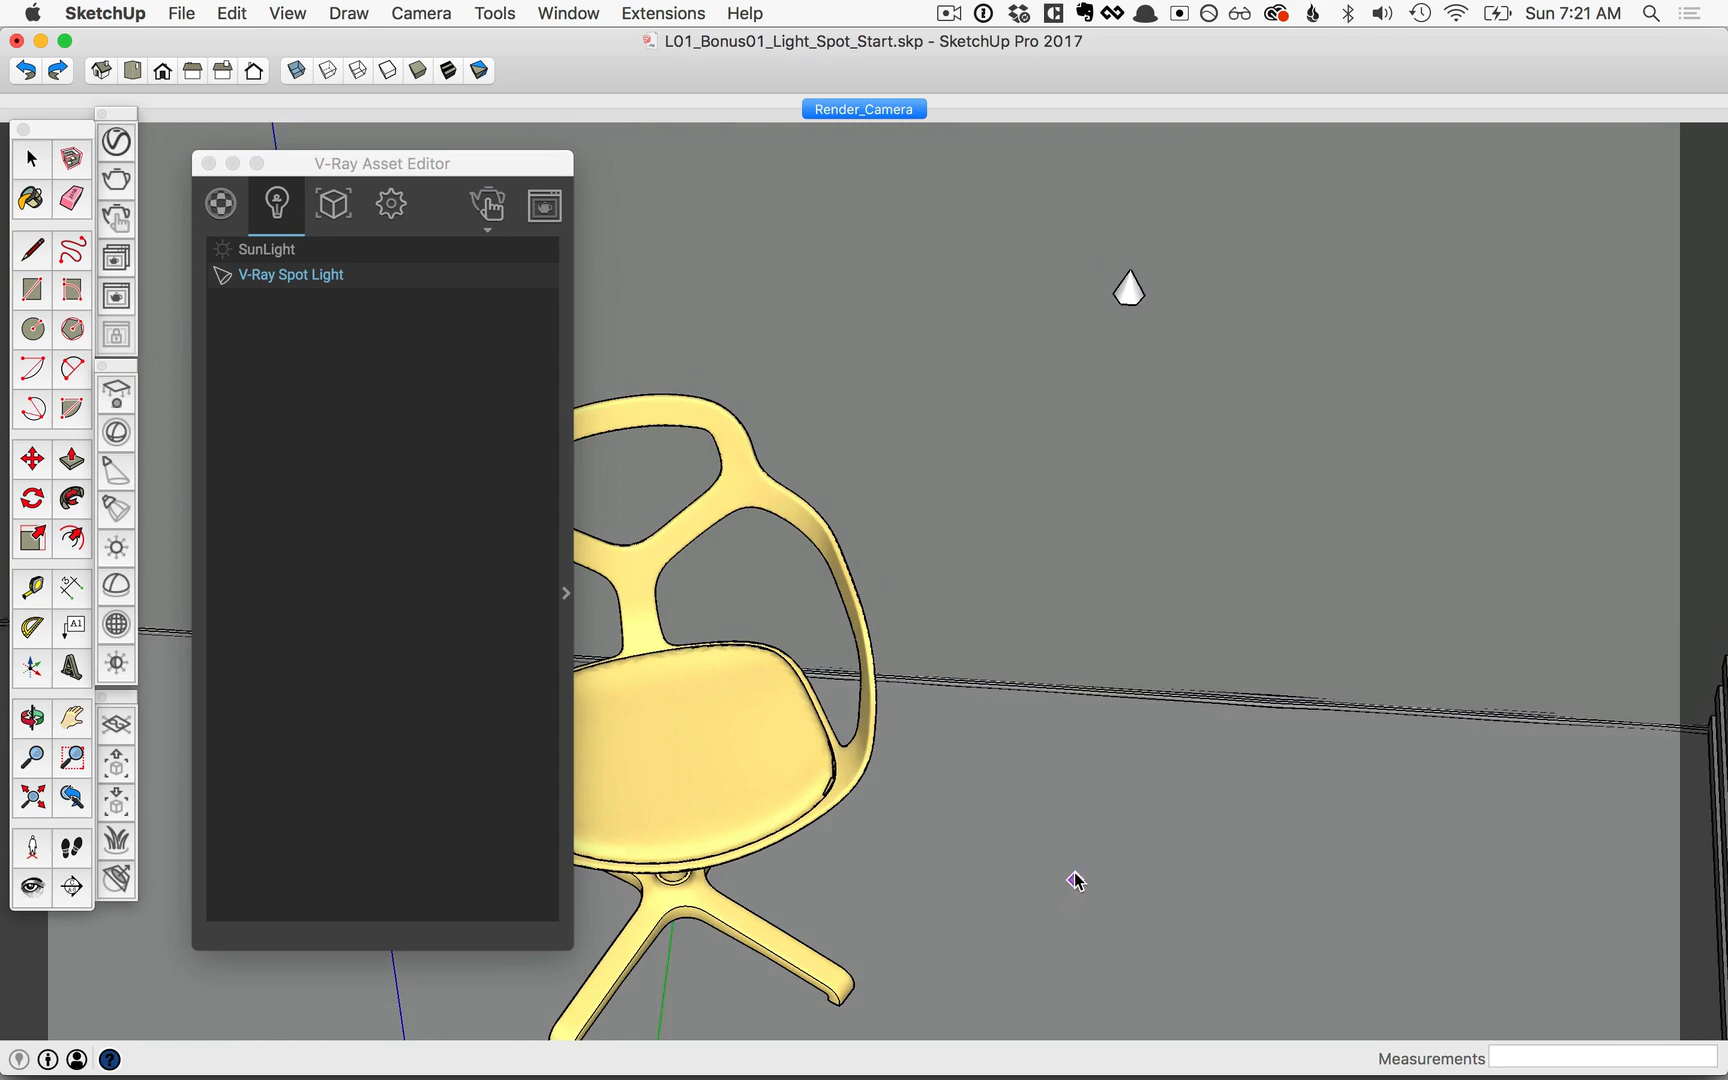 SketchUp File Edit View Draw Camera Tools Window Extensions Help Sun 7:21 AM
L01_Bonus01_Light_Spot_Start.skp - SketchUp Pro 2017
Render_Camera
V-Ray Asset Editor
SunLight
V-Ray Spot Light
A1
Measurements